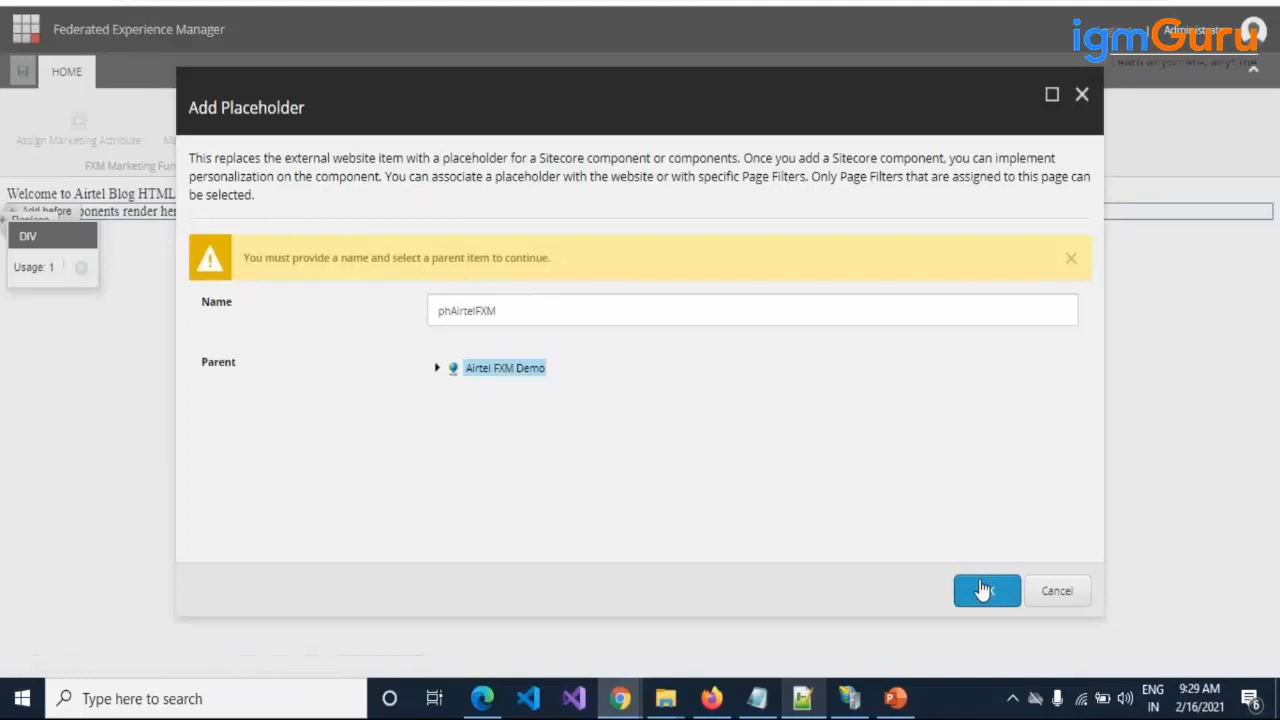 Federated Experience Manager
igmGuru
Learn anywhere, any time
HOME
Assign Marketing Attribute
FXM Marketing Fun
Add Placeholder
This replaces the external website item with a placeholder for a Sitecore component or components. Once you add a Sitecore component, you can implement
personalization on the component. You can associate a placeholder with the website or with specific Page Filters. Only Page Filters that are assigned to this page can
be selected.
Welcome to Airtel Blog HTML
Add before
ponents render her
Replace
DIV
Usage: 1
You must provide a name and select a parent item to continue.
Name
phAirtelFXM
Parent
Airtel FXM Demo
Cancel
Type here to search
ENG
IN
9:29 AM
2/16/2021
6